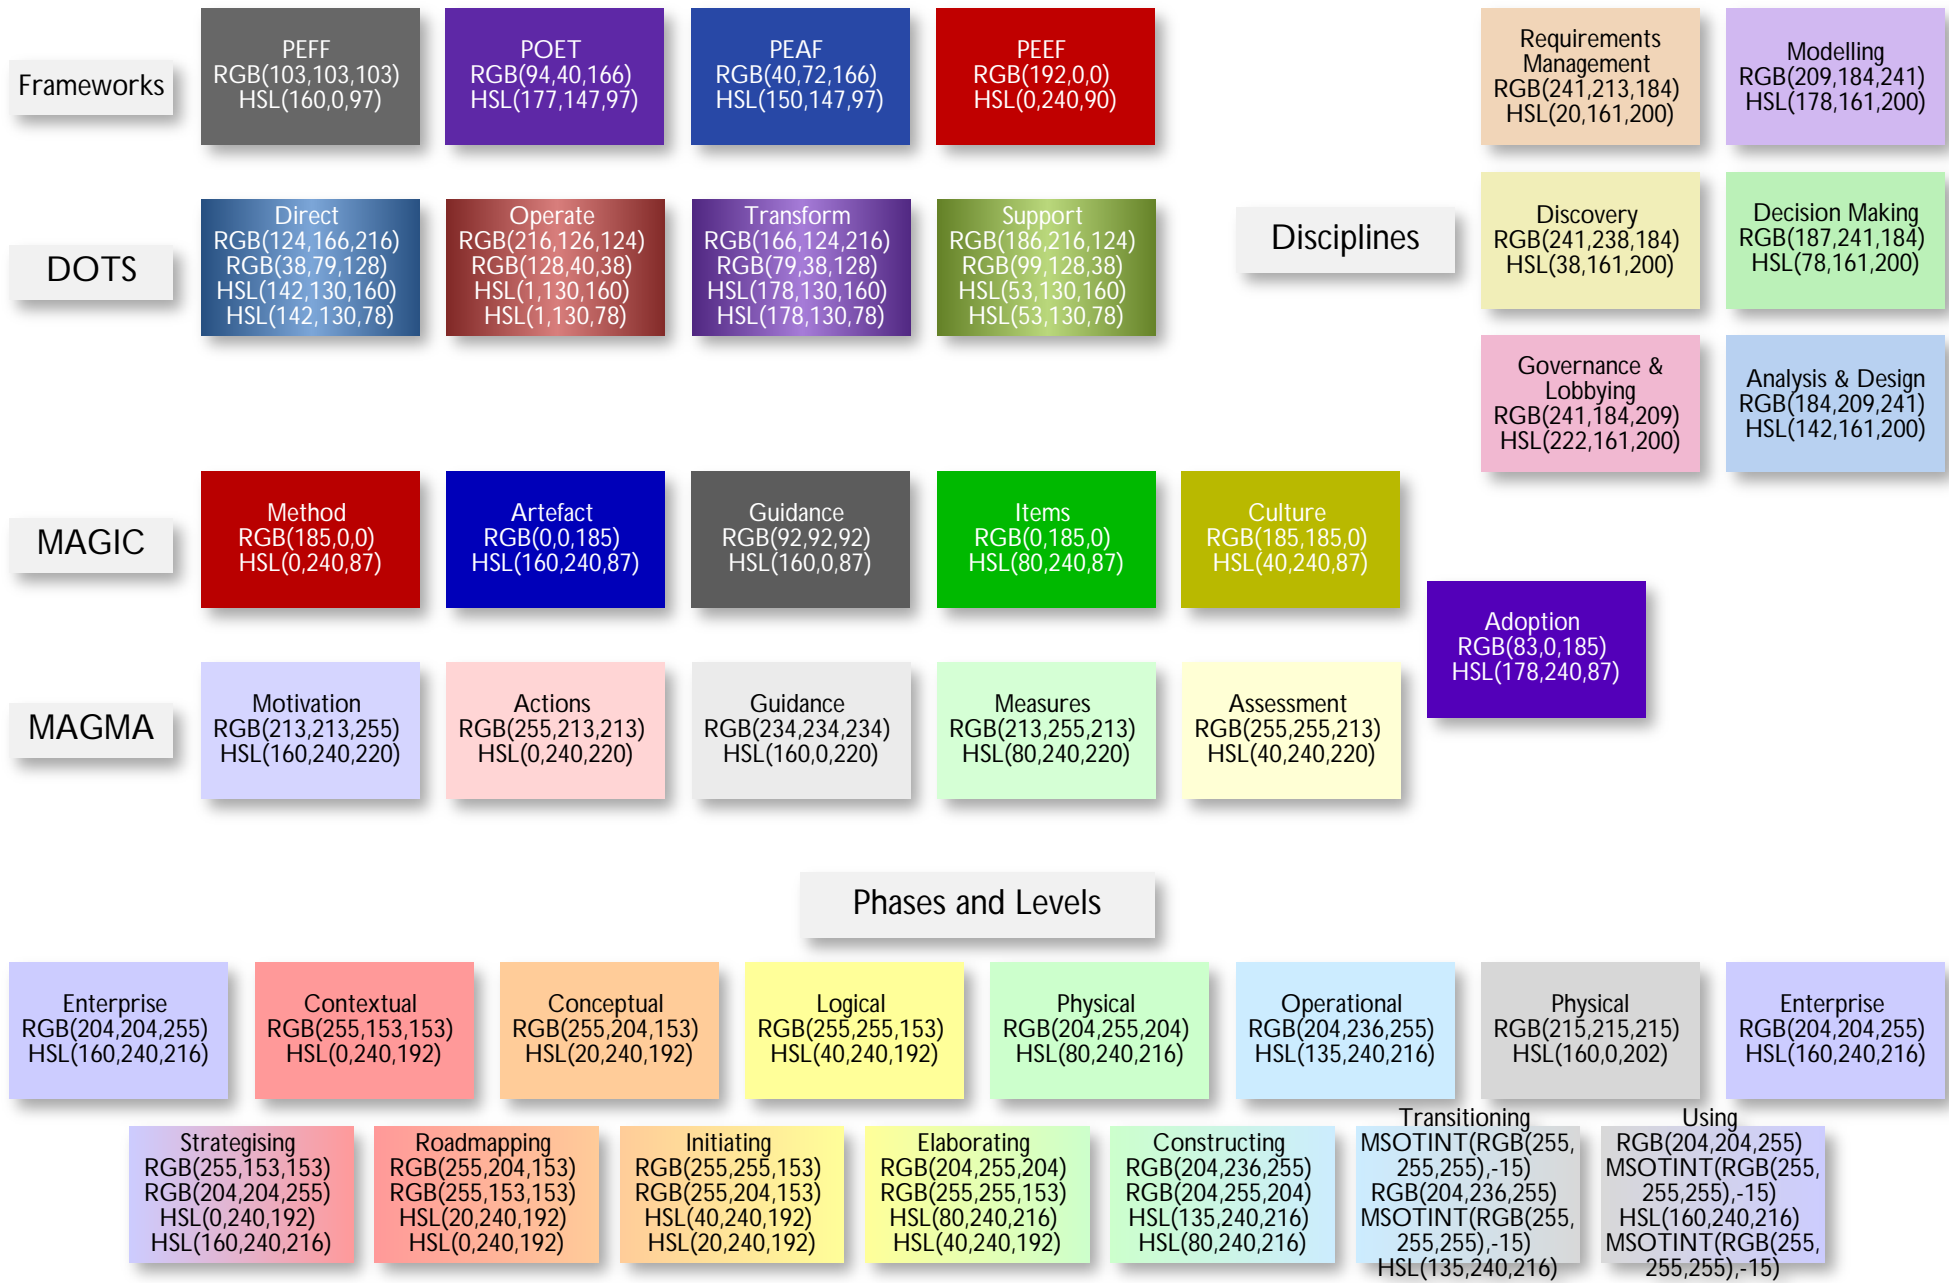 Frameworks
PEFF
RGB(103,103,103)
HSL(160,0,97)
POET
RGB(94,40,166)
HSL(177,147,97)
PEAF
RGB(40,72,166)
HSL(150,147,97)
PEEF
RGB(192,0,0)
HSL(0,240,90)
Requirements
Management
RGB(241,213,184)
HSL(20,161,200)
Modelling
RGB(209,184,241)
HSL(178,161,200)
DOTS
Direct
RGB(124,166,216)
RGB(38,79,128)
HSL(142,130,160)
HSL(142,130,78)
Operate
RGB(216,126,124)
RGB(128,40,38)
HSL(1,130,160)
HSL(1,130,78)
Transform
RGB(166,124,216)
RGB(79,38,128)
HSL(178,130,160)
HSL(178,130,78)
Support
RGB(186,216,124)
RGB(99,128,38)
HSL(53,130,160)
HSL(53,130,78)
Disciplines
Discovery
RGB(241,238,184)
HSL(38,161,200)
Decision Making
RGB(187,241,184)
HSL(78,161,200)
Governance &
Lobbying
RGB(241,184,209)
HSL(222,161,200)
Analysis & Design
RGB(184,209,241)
HSL(142,161,200)
MAGIC
Method
RGB(185,0,0)
HSL(0,240,87)
Artefact
RGB(0,0,185)
HSL(160,240,87)
Guidance
RGB(92,92,92)
HSL(160,0,87)
Items
RGB(0,185,0)
HSL(80,240,87)
Culture
RGB(185,185,0)
HSL(40,240,87)
Adoption
RGB(83,0,185)
HSL(178,240,87)
MAGMA
Motivation
RGB(213,213,255)
HSL(160,240,220)
Actions
RGB(255,213,213)
HSL(0,240,220)
Guidance
RGB(234,234,234)
HSL(160,0,220)
Measures
RGB(213,255,213)
HSL(80,240,220)
Assessment
RGB(255,255,213)
HSL(40,240,220)
Phases and Levels
Enterprise
RGB(204,204,255)
HSL(160,240,216)
Contextual
RGB(255,153,153)
HSL(0,240,192)
Conceptual
RGB(255,204,153)
HSL(20,240,192)
Logical
RGB(255,255,153)
HSL(40,240,192)
Physical
RGB(204,255,204)
HSL(80,240,216)
Operational
RGB(204,236,255)
HSL(135,240,216)
Physical
RGB(215,215,215)
HSL(160,0,202)
Enterprise
RGB(204,204,255)
HSL(160,240,216)
Strategising
RGB(255,153,153)
RGB(204,204,255)
HSL(0,240,192)
HSL(160,240,216)
Roadmapping
RGB(255,204,153)
RGB(255,153,153)
HSL(20,240,192)
HSL(0,240,192)
Initiating
RGB(255,255,153)
RGB(255,204,153)
HSL(40,240,192)
HSL(20,240,192)
Elaborating
RGB(204,255,204)
RGB(255,255,153)
HSL(80,240,216)
HSL(40,240,192)
Constructing
RGB(204,236,255)
RGB(204,255,204)
HSL(135,240,216)
HSL(80,240,216)
Transitioning
MSOTINT(RGB(255,
255,255),-15)
RGB(204,236,255)
MSOTINT(RGB(255,
255,255),-15)
HSL(135,240,216)
Using
RGB(204,204,255)
MSOTINT(RGB(255,
255,255),-15)
HSL(160,240,216)
MSOTINT(RGB(255,
255,255),-15)